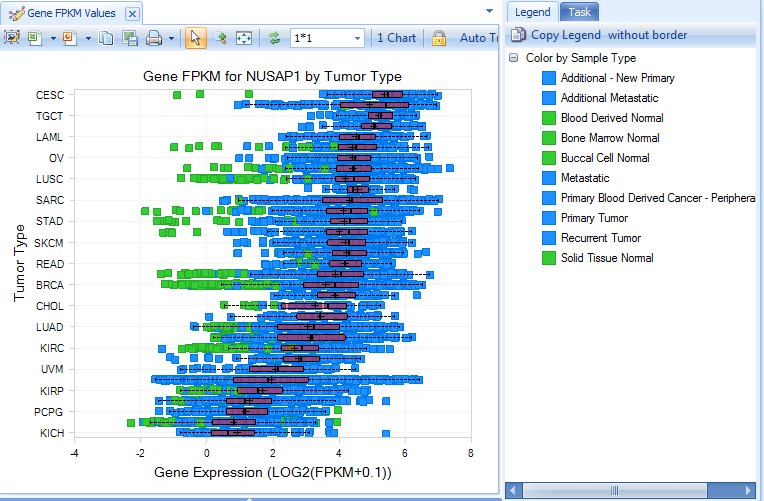 Gene FPKM Values
Legend
Task
1*1
1 Chart
Auto Tr
Copy Legend without border
Gene FPKM for NUSAP1 by Tumor Type
Tumor Type
CESC
TGCT
LAML
OV
LUSC
SARC
STAD
SKCM
READ
BRCA
CHOL
LUAD
KIRC
UVM
KIRP
PCPG
KICH
-4 -2 0 2 4 6 8
Gene Expression (LOG2(FPKM+0.1))
Color by Sample Type
Additional - New Primary
Additional Metastatic
Blood Derived Normal
Bone Marrow Normal
Buccal Cell Normal
Metastatic
Primary Blood Derived Cancer - Periphera
Primary Tumor
Recurrent Tumor
Solid Tissue Normal